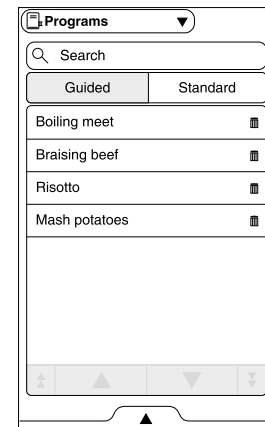 Programs
Search
Guided Standard
Boiling meet
Braising beef
Risotto
Mash potatoes